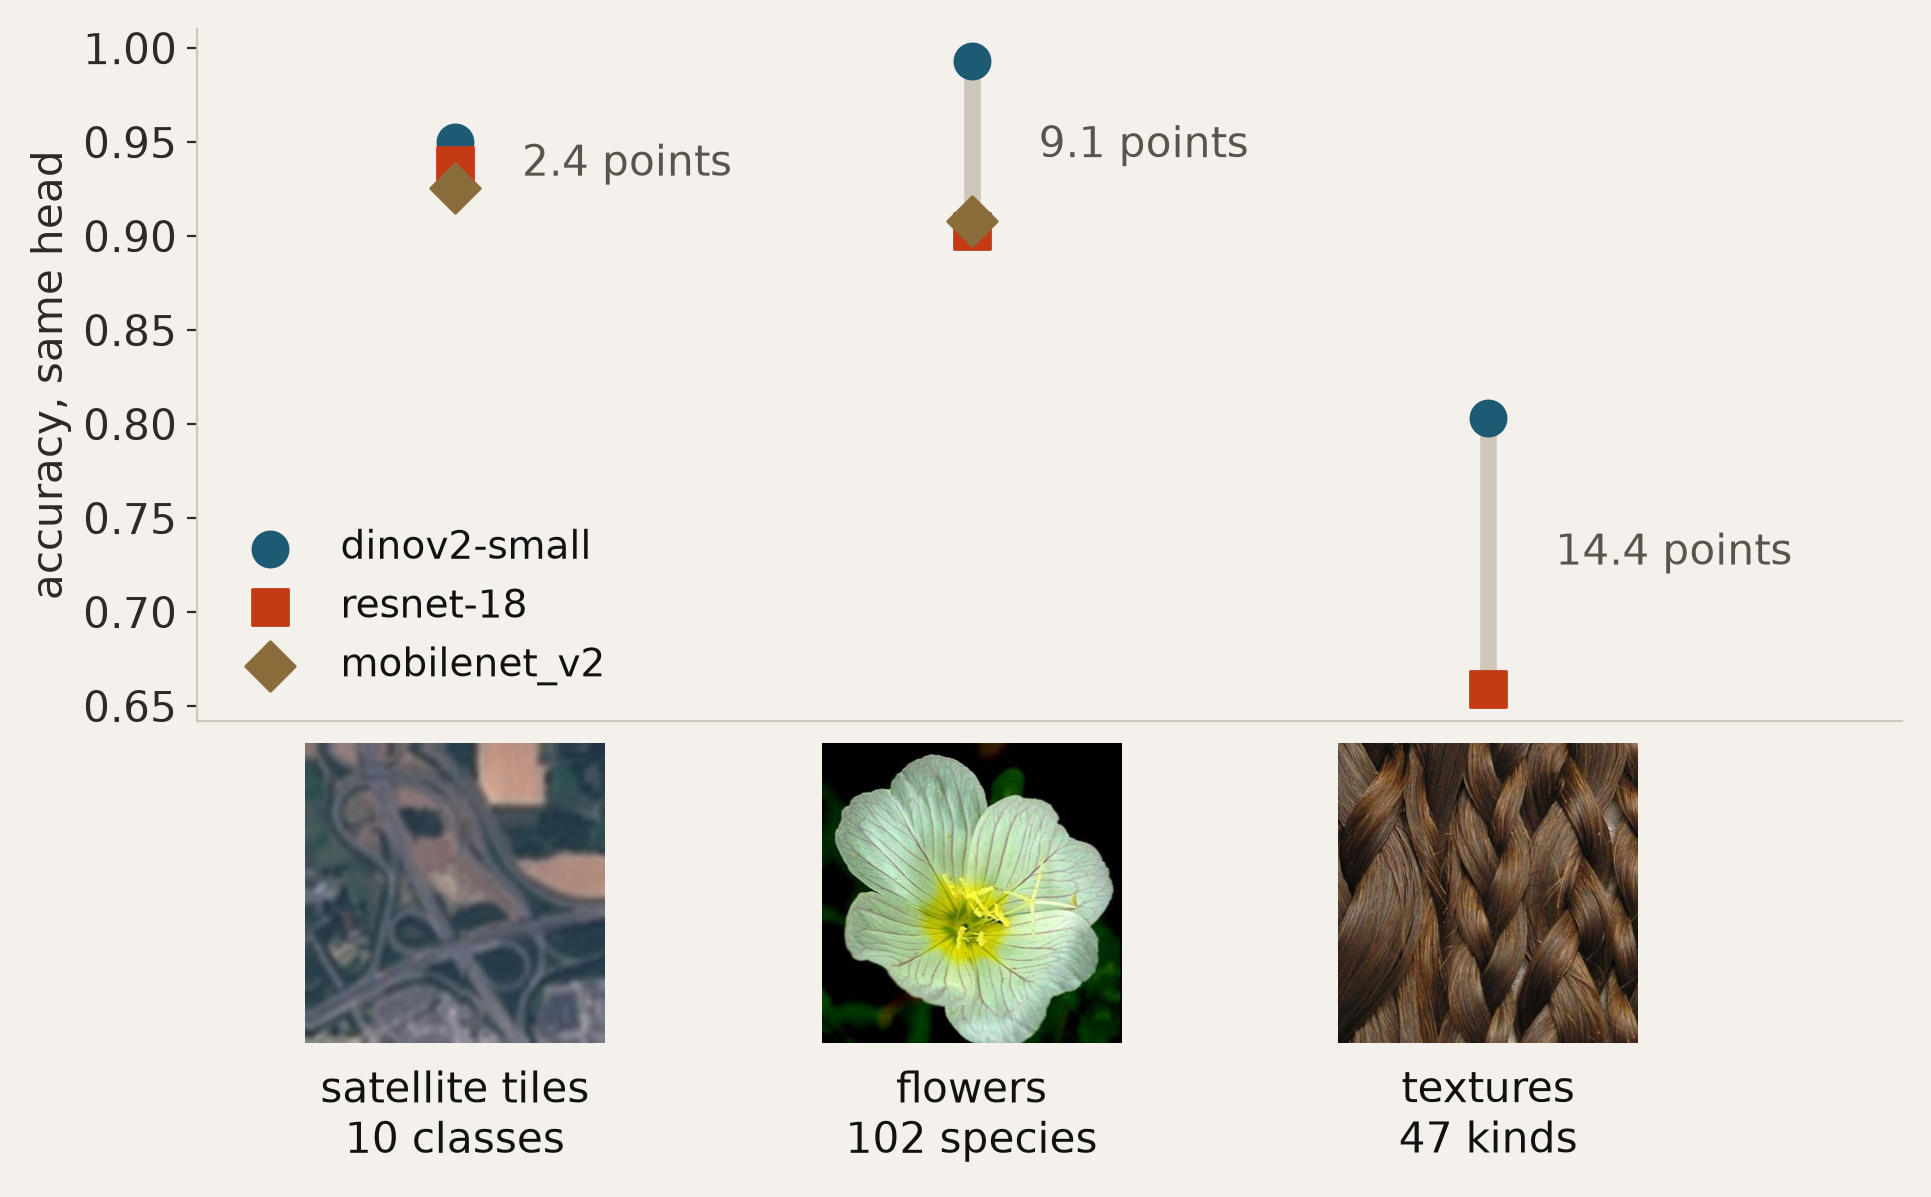 accuracy, same head
1.00
0.95
0.90
0.85
0.80
0.75
0.70
0.65
2.4 points
9.1 points
14.4 points
dinov2-small
resnet-18
mobilenet_v2
satellite tiles
10 classes
flowers
102 species
textures
47 kinds